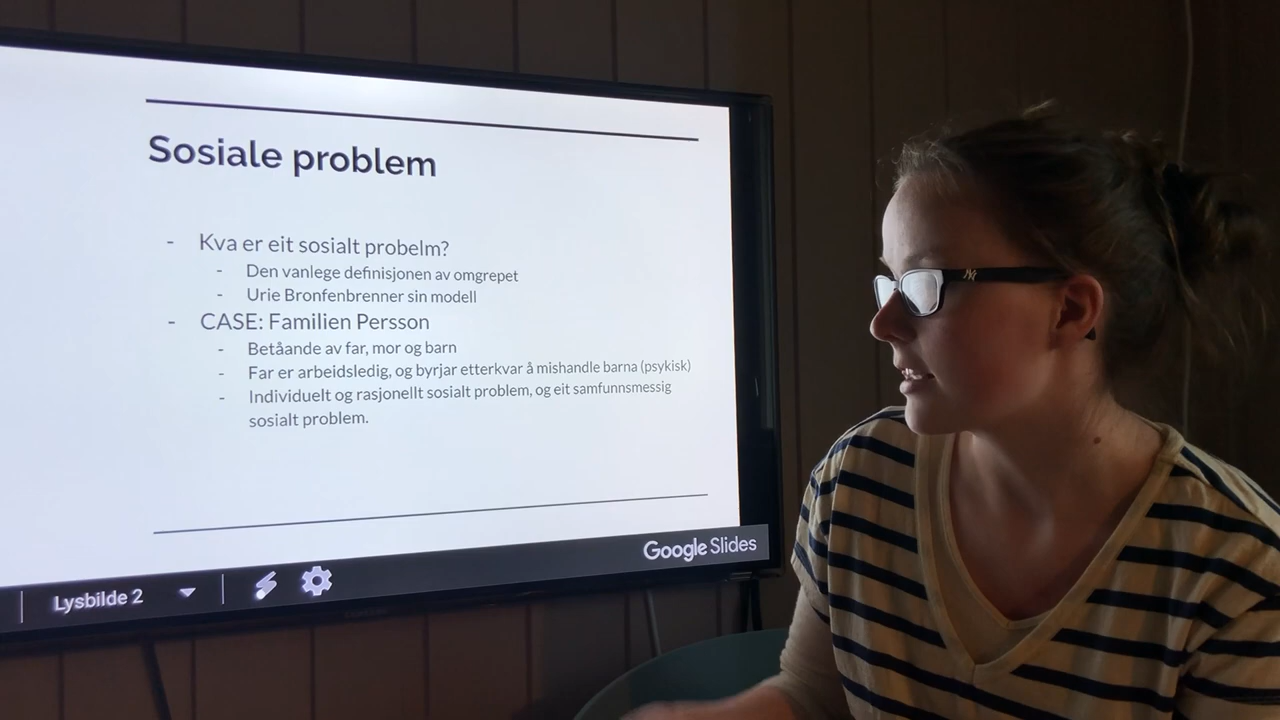 Sosiale problem
- Kva er eit sosialt probelm?
- Den vanlege definisjonen av omgrepet
- Urie Bronfenbrenner sin modell
- CASE: Familien Persson
- Betåande av far, mor og barn
- Far er arbeidsledig, og byrjar etterkvar å mishandle barna (psykisk)
- Individuelt og rasjonellt sosialt problem, og eit samfunnsmessig
sosialt problem.
Google Slides
Lysbilde 2
NY